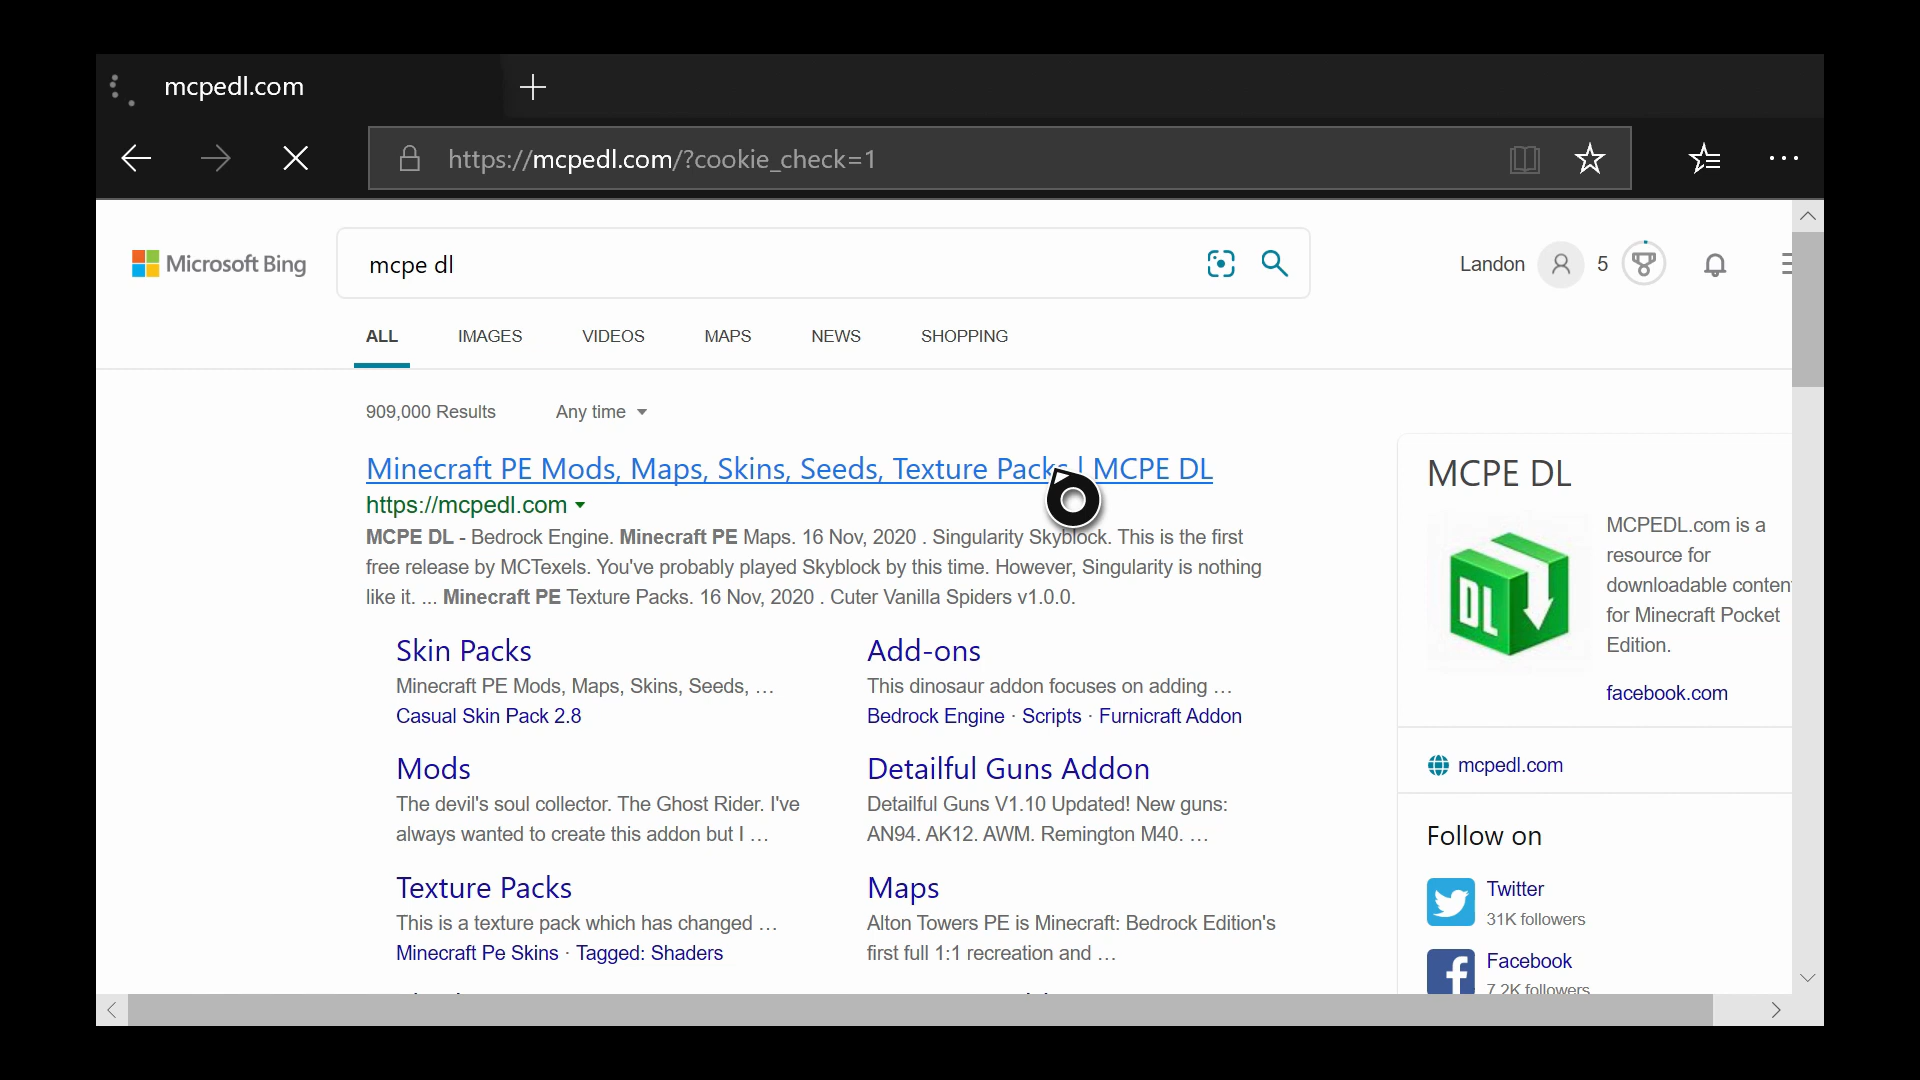 mcpedl.com
https://mcpedl.com/?cookie_check=1
Microsoft Bing
mcpe dl
Landon
5
ALL IMAGES VIDEOS MAPS NEWS SHOPPING
909,000 Results Any time
Minecraft PE Mods, Maps, Skins, Seeds, Texture Packs | MCPE DL
https://mcpedl.com
MCPE DL - Bedrock Engine. Minecraft PE Maps. 16 Nov, 2020 . Singularity Skyblock. This is the first
free release by MCTexels. You've probably played Skyblock by this time. However, Singularity is nothing
like it. ... Minecraft PE Texture Packs. 16 Nov, 2020 . Cuter Vanilla Spiders v1.0.0.
Skin Packs
Minecraft PE Mods, Maps, Skins, Seeds, ...
Casual Skin Pack 2.8
Add-ons
This dinosaur addon focuses on adding ...
Bedrock Engine · Scripts · Furnicraft Addon
Mods
The devil's soul collector. The Ghost Rider. I've
always wanted to create this addon but I ...
Detailful Guns Addon
Detailful Guns V1.10 Updated! New guns:
AN94. AK12. AWM. Remington M40. ...
Texture Packs
This is a texture pack which has changed ...
Minecraft Pe Skins · Tagged: Shaders
Maps
Alton Towers PE is Minecraft: Bedrock Edition's
first full 1:1 recreation and ...
MCPE DL
DL
MCPEDL.com is a
resource for
downloadable conten
for Minecraft Pocket
Edition.
facebook.com
mcpedl.com
Follow on
Twitter
31K followers
Facebook
7.2K followers